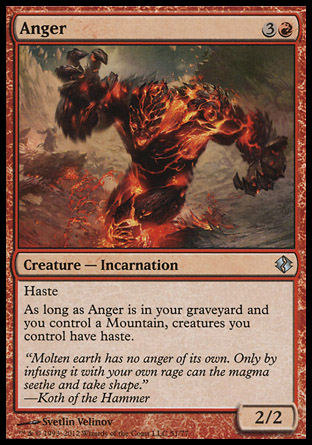 Anger 3
Creature — Incarnation
Haste
As long as Anger is in your graveyard and
you control a Mountain, creatures you
control have haste.
“Molten earth has no anger of its own. Only by
infusing it with your own rage can the magma
seethe and take shape.”
—Koth of the Hammer
2/2
Svetlin Velinov